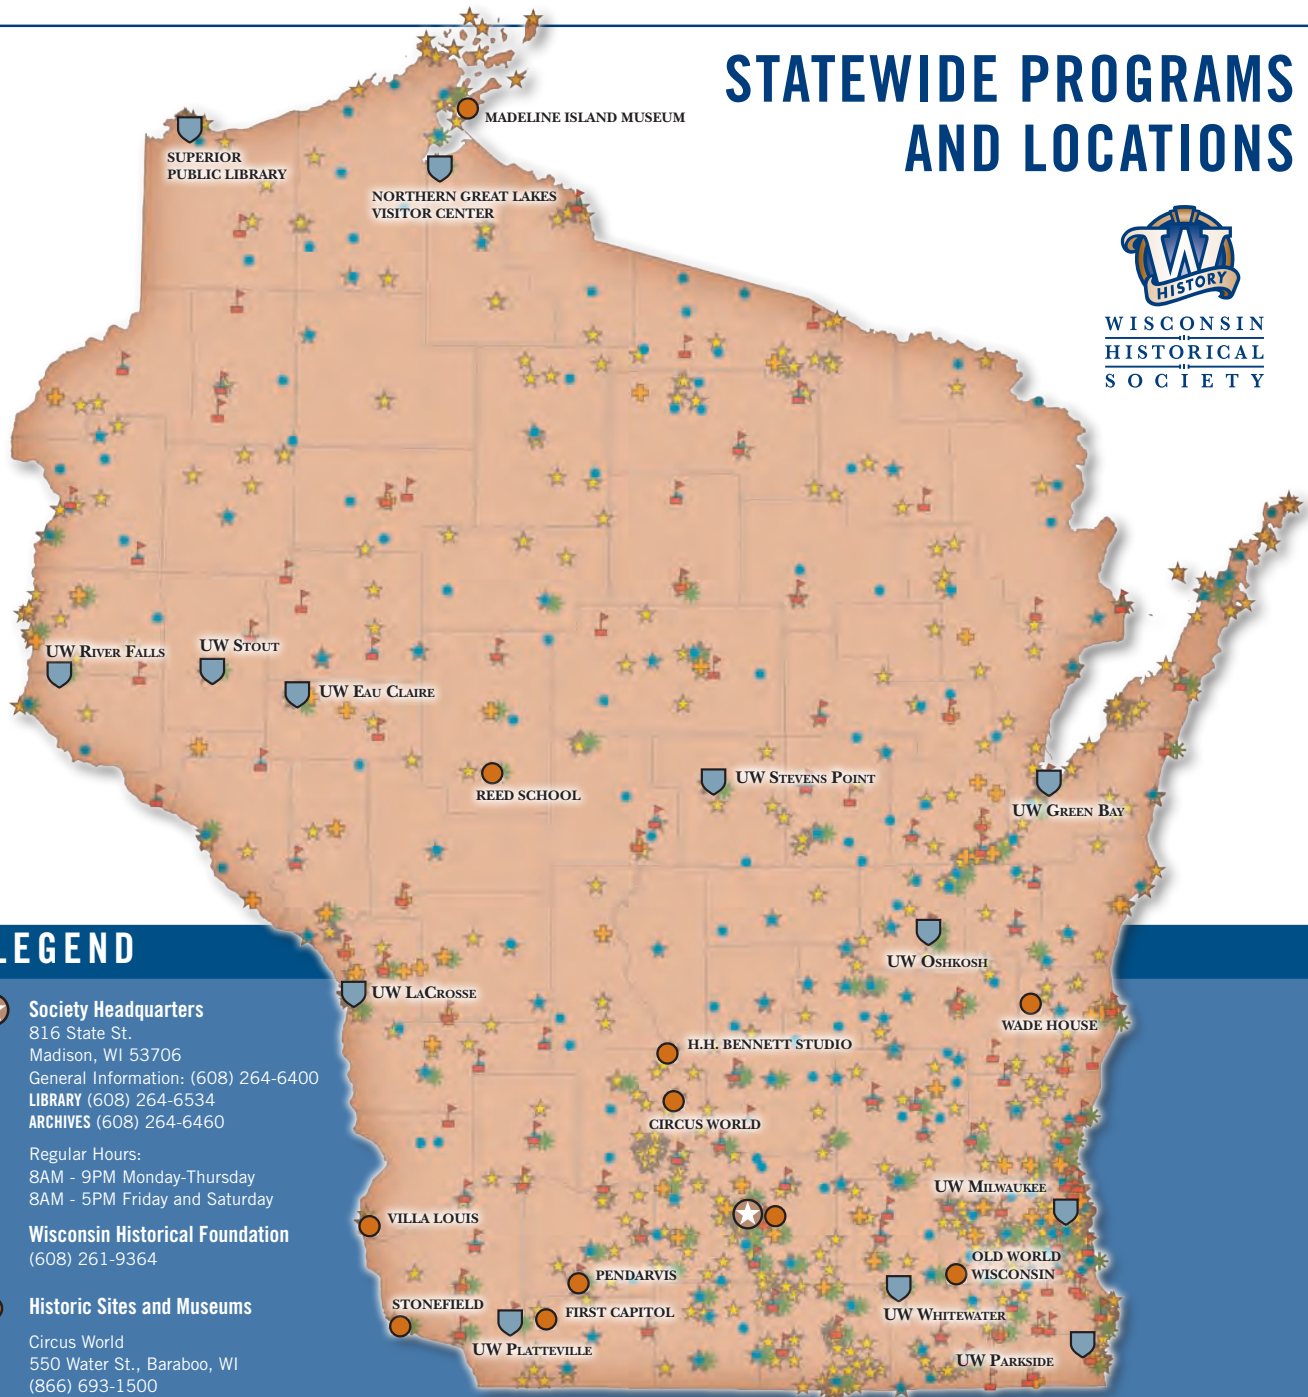 STATEWIDE PROGRAMS
AND LOCATIONS
W
HISTORY
WISCONSIN
HISTORICAL
SOCIETY
MADELINE ISLAND MUSEUM
SUPERIOR
PUBLIC LIBRARY
NORTHERN GREAT LAKES
VISITOR CENTER
UW RIVER FALLS
UW STOUT
UW EAU CLAIRE
REED SCHOOL
UW STEVENS POINT
UW GREEN BAY
UW OSHKOSH
UW LACROSSE
WADE HOUSE
H.H. BENNETT STUDIO
CIRCUS WORLD
UW MILWAUKEE
VILLA LOUIS
OLD WORLD
WISCONSIN
PENDARVIS
STONEFIELD
FIRST CAPITOL
UW WHITEWATER
UW PLATTEVILLE
UW PARKSIDE
LEGEND
Society Headquarters
816 State St.
Madison, WI 53706
General Information: (608) 264-6400
LIBRARY (608) 264-6534
ARCHIVES (608) 264-6460
Regular Hours:
8AM - 9PM Monday-Thursday
8AM - 5PM Friday and Saturday
Wisconsin Historical Foundation
(608) 261-9364
Historic Sites and Museums
Circus World
550 Water St., Baraboo, WI
(866) 693-1500